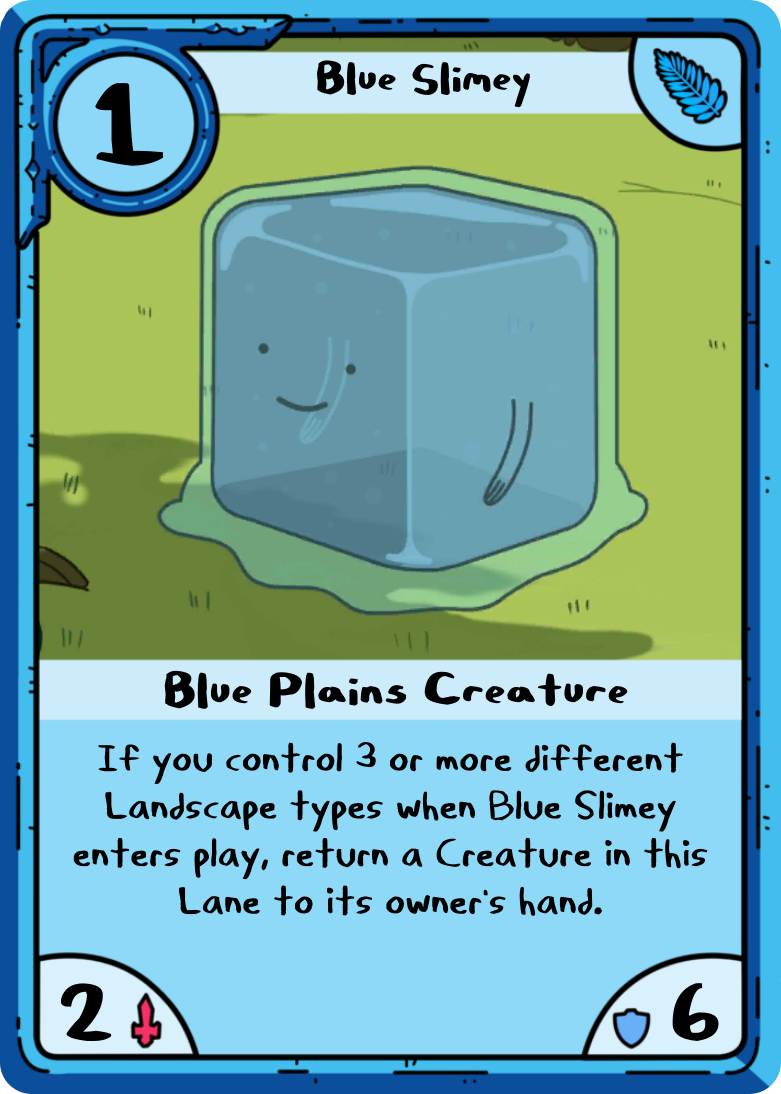 1
Blue Slimey
Blue Plains Creature
If you control 3 or more different
Landscape types when Blue Slimey
enters play, return a Creature in this
Lane to its owner's hand.
2
6